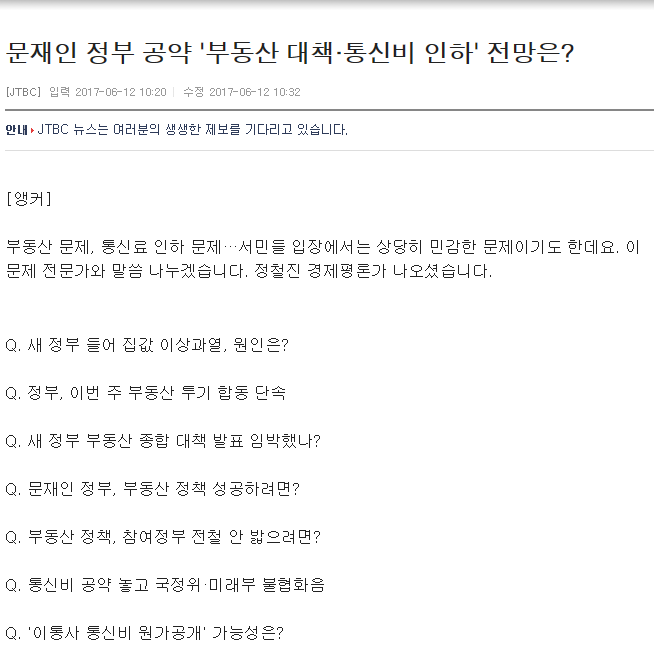 문재인 정부 공약 '부동산 대책·통신비 인하' 전망은?
[JTBC] 입력 2017-06-12 10:20 | 수정 2017-06-12 10:32
안내 › JTBC 뉴스는 여러분의 생생한 제보를 기다리고 있습니다.
[앵커]
부동산 문제, 통신료 인하 문제…서민들 입장에서는 상당히 민감한 문제이기도 한데요. 이
문제 전문가와 말씀 나누겠습니다. 정철진 경제평론가 나오셨습니다.
Q. 새 정부 들어 집값 이상과열, 원인은?
Q. 정부, 이번 주 부동산 투기 합동 단속
Q. 새 정부 부동산 종합 대책 발표 임박했나?
Q. 문재인 정부, 부동산 정책 성공하려면?
Q. 부동산 정책, 참여정부 전철 안 밟으려면?
Q. 통신비 공약 놓고 국정위·미래부 불협화음
Q. '이통사 통신비 원가공개' 가능성은?